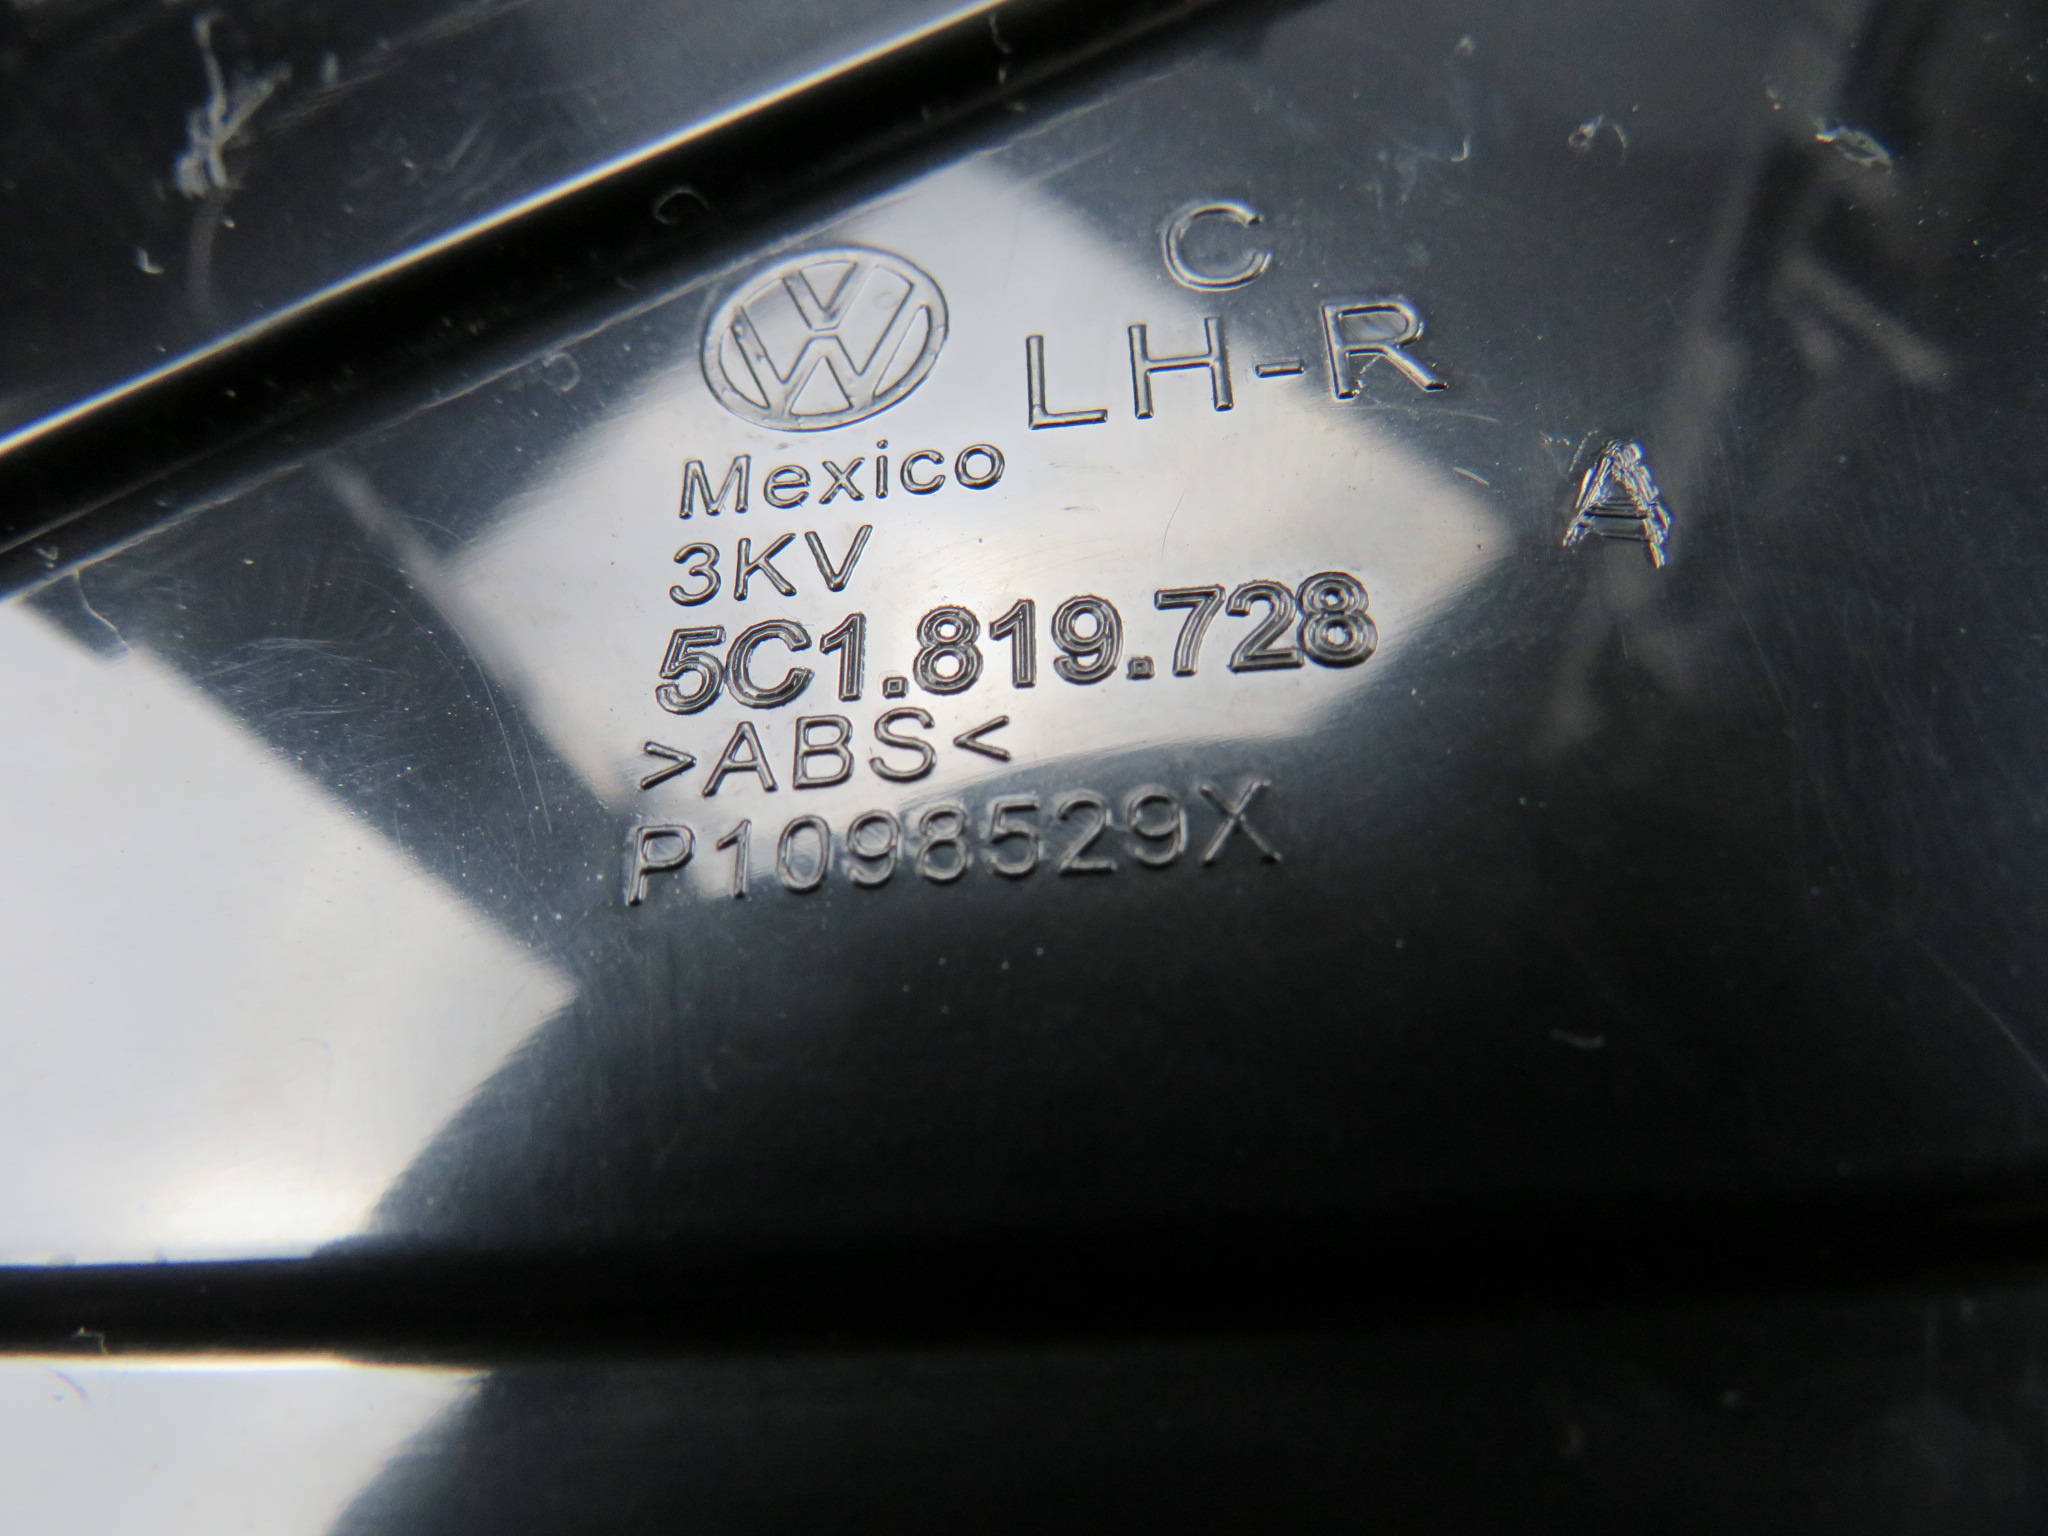 C
LH-R
A
Mexico
3KV
5C1.819.728
>ABS<
P1098529X